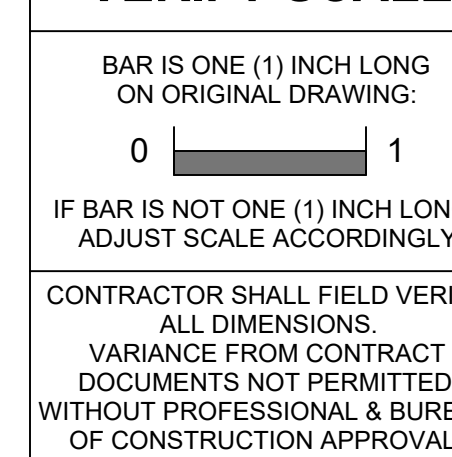 VERIFY SCALE
BAR IS ONE (1) INCH LONG
ON ORIGINAL DRAWING:
0 1
IF BAR IS NOT ONE (1) INCH LON
ADJUST SCALE ACCORDINGLY
CONTRACTOR SHALL FIELD VERI
ALL DIMENSIONS.
VARIANCE FROM CONTRACT
DOCUMENTS NOT PERMITTED
WITHOUT PROFESSIONAL & BURE
OF CONSTRUCTION APPROVAL